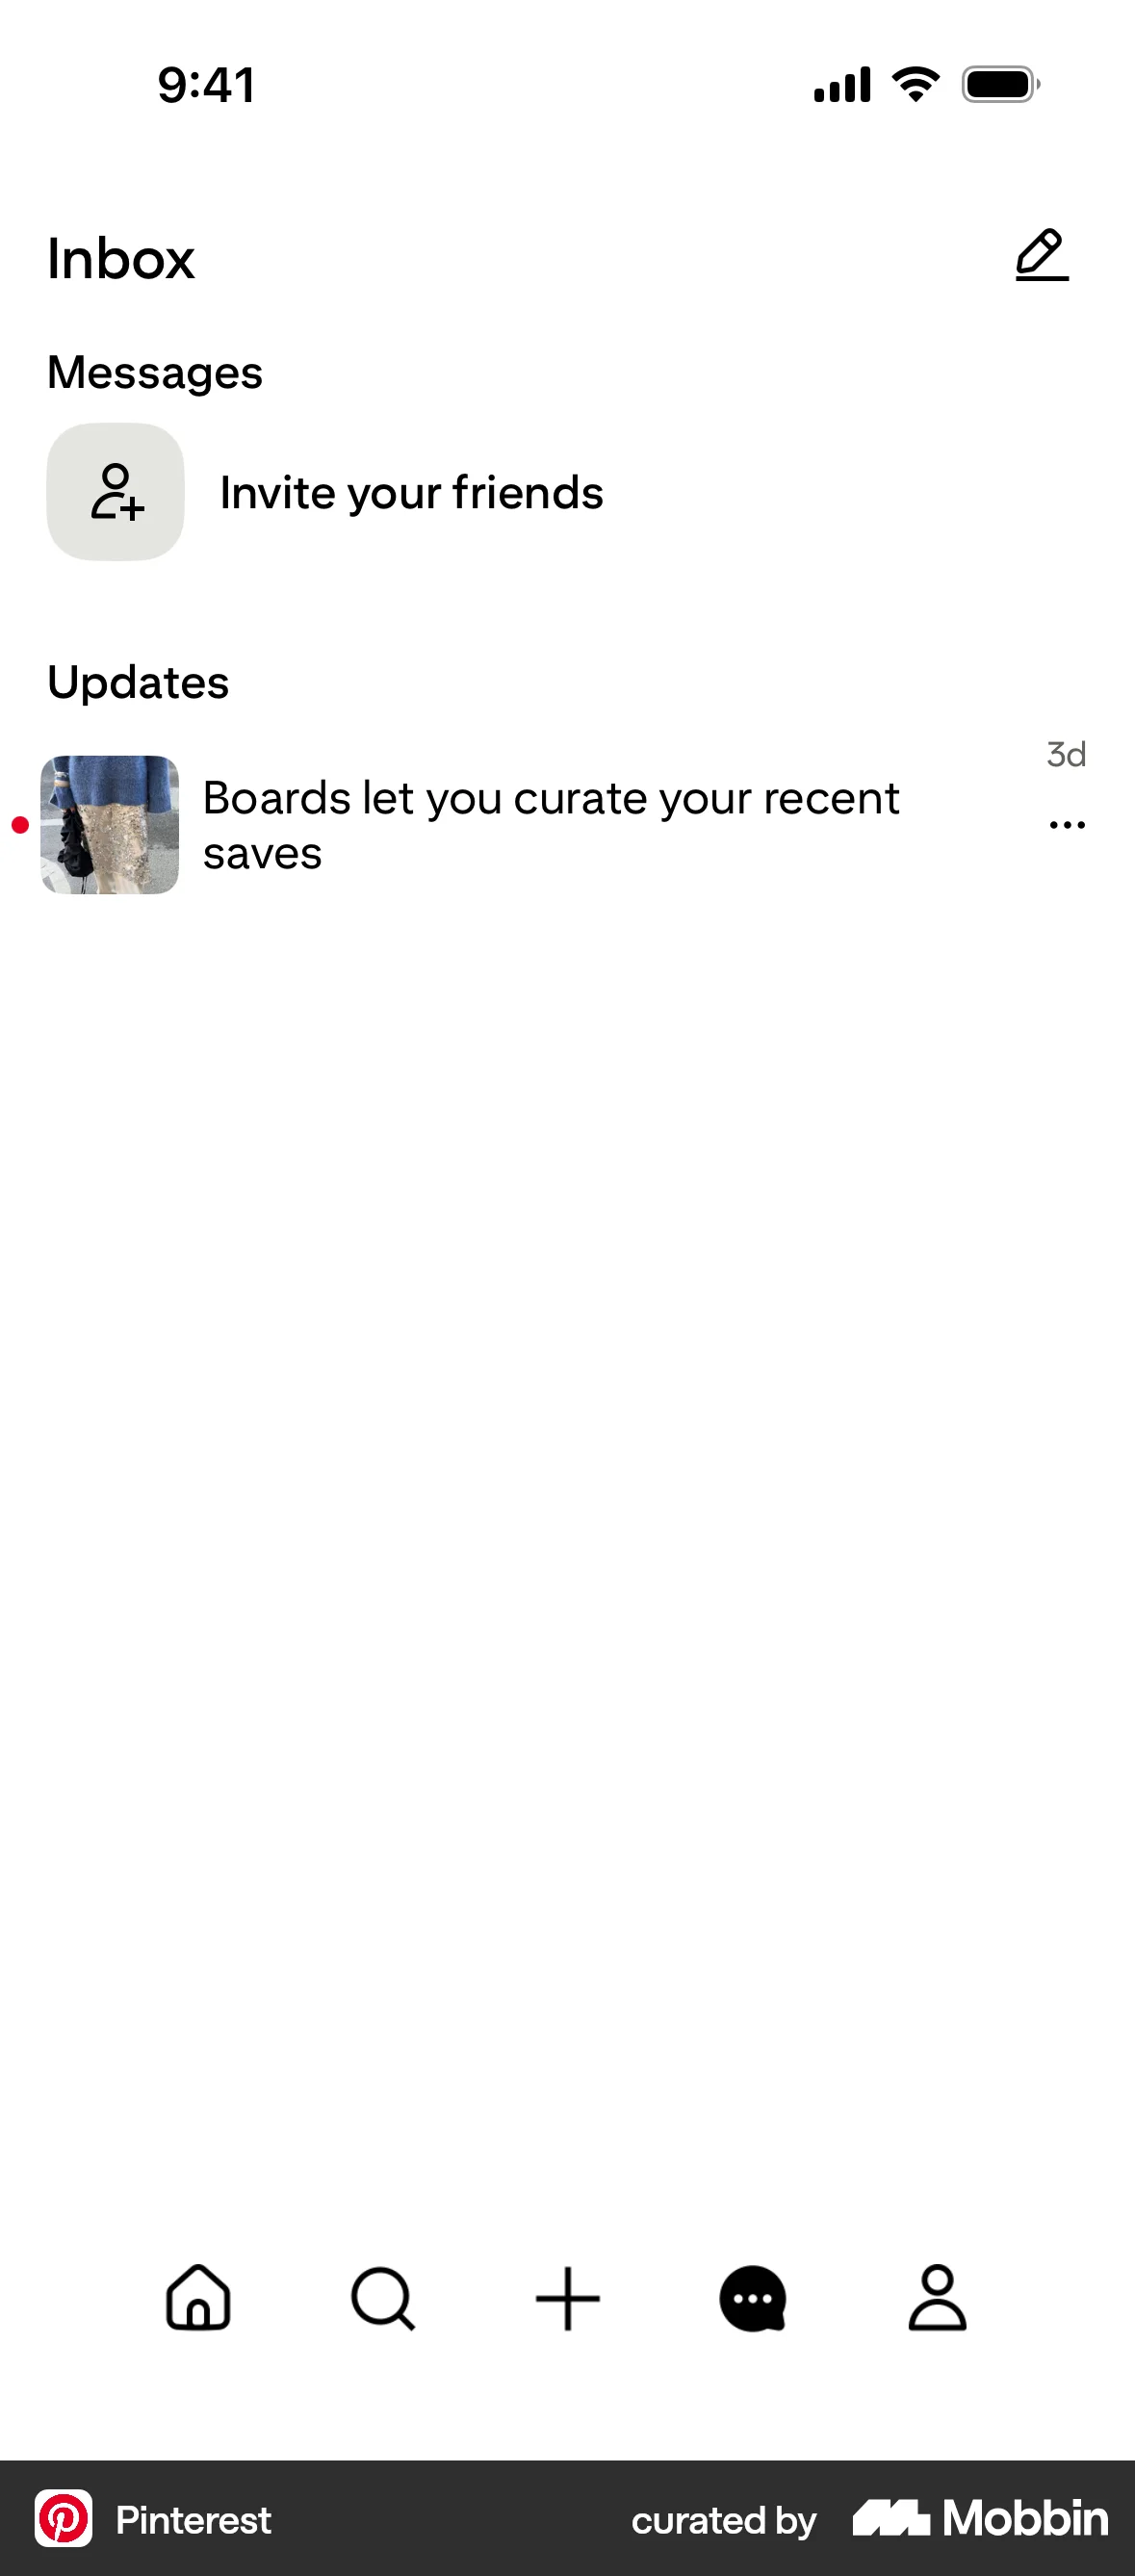 9:41
Inbox
Messages
Invite your friends
Updates
3d
Boards let you curate your recent
saves
Pinterest
curated by Mobbin